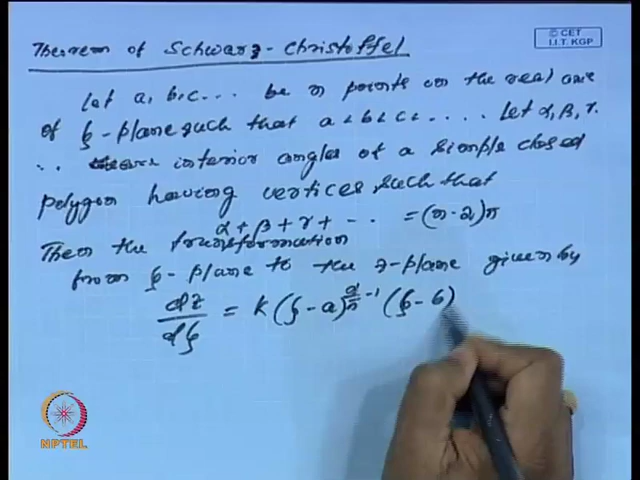 Theorem of Schwarz-Christoffel
© CET
I.I.T. KGP
Let a, b, c... be n points on the real axis
of ζ-plane such that a < b < c < .... Let α, β, γ,
.. are interior angles of a simple closed
polygon having vertices such that
α + β + γ + ·· = (n-2)π
Then the transformation
from ζ-plane to the z-plane given by
dz/dζ = K (ζ - a)^{α/π - 1} (ζ - b)
NPTEL